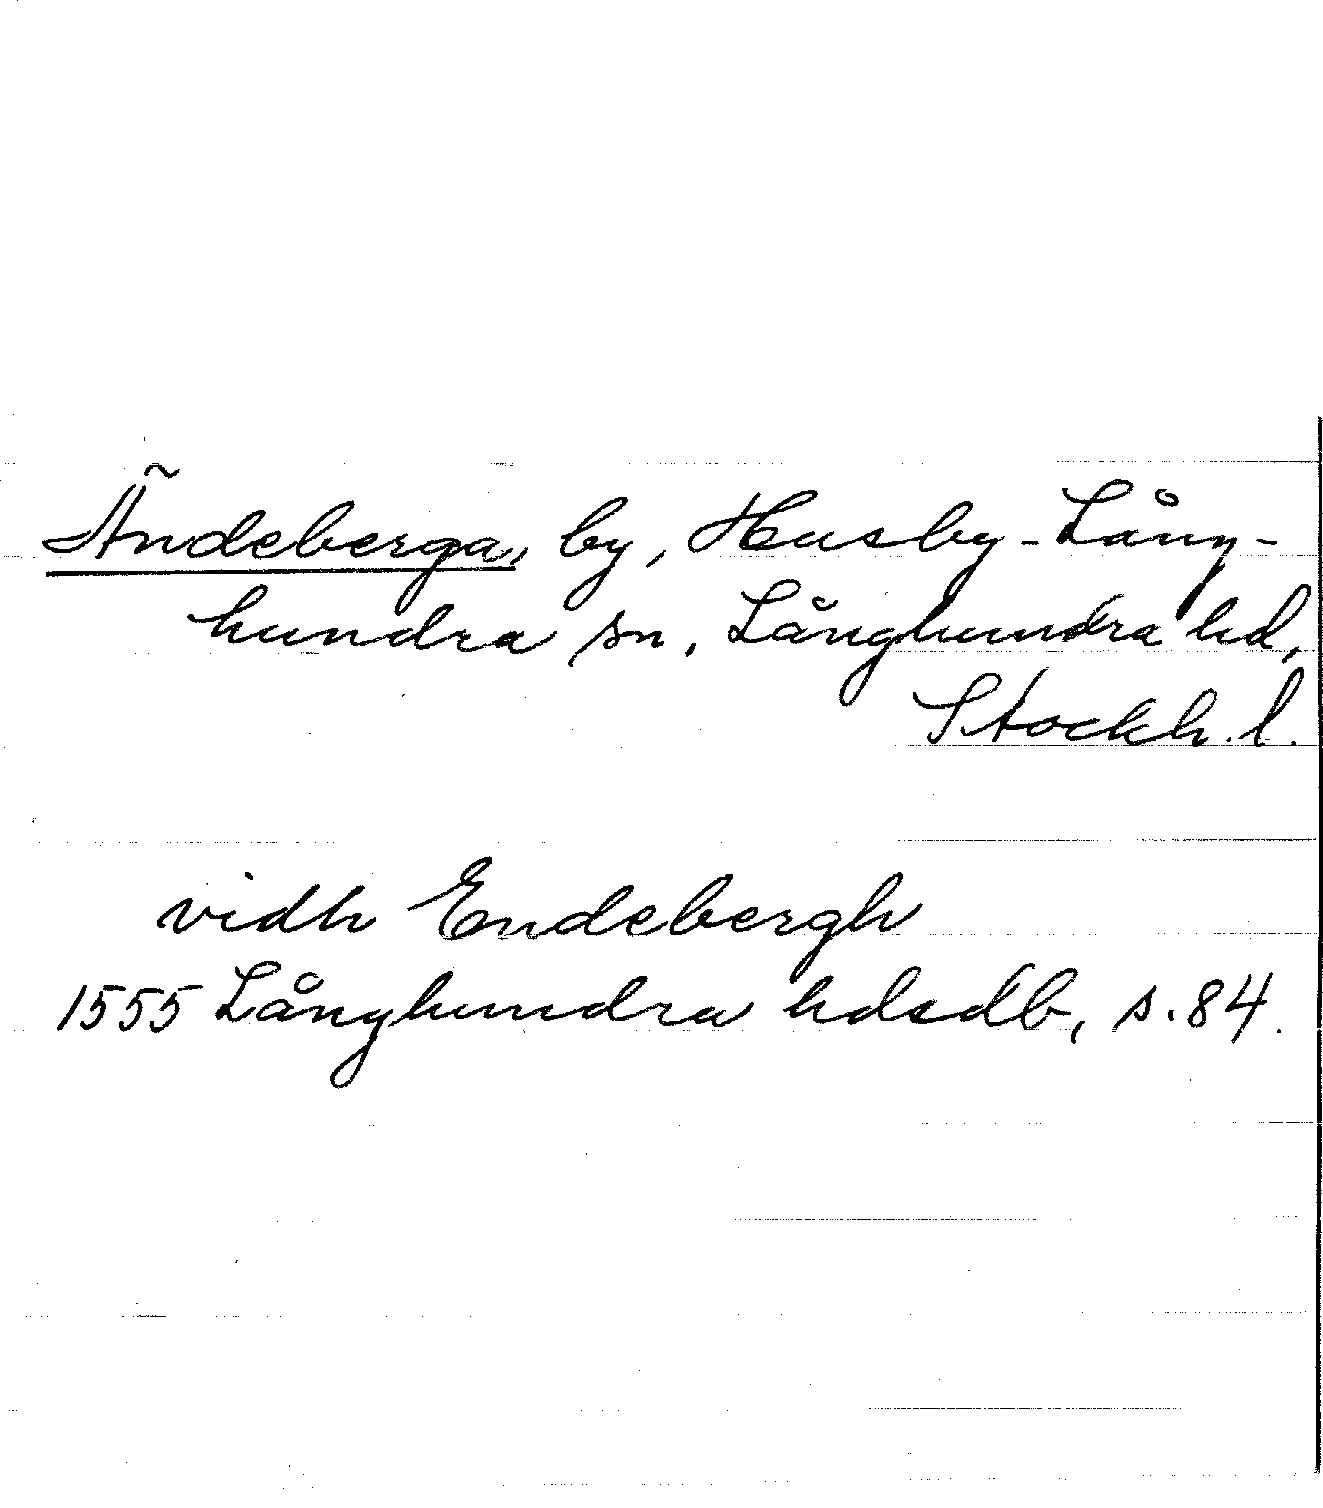 Ändeberga, by, Husby-Lång-
hundra sn, Långhundra hd,
Stockh. l.
vidh Endebergh
1555 Långhundra hdsdb, s. 84.